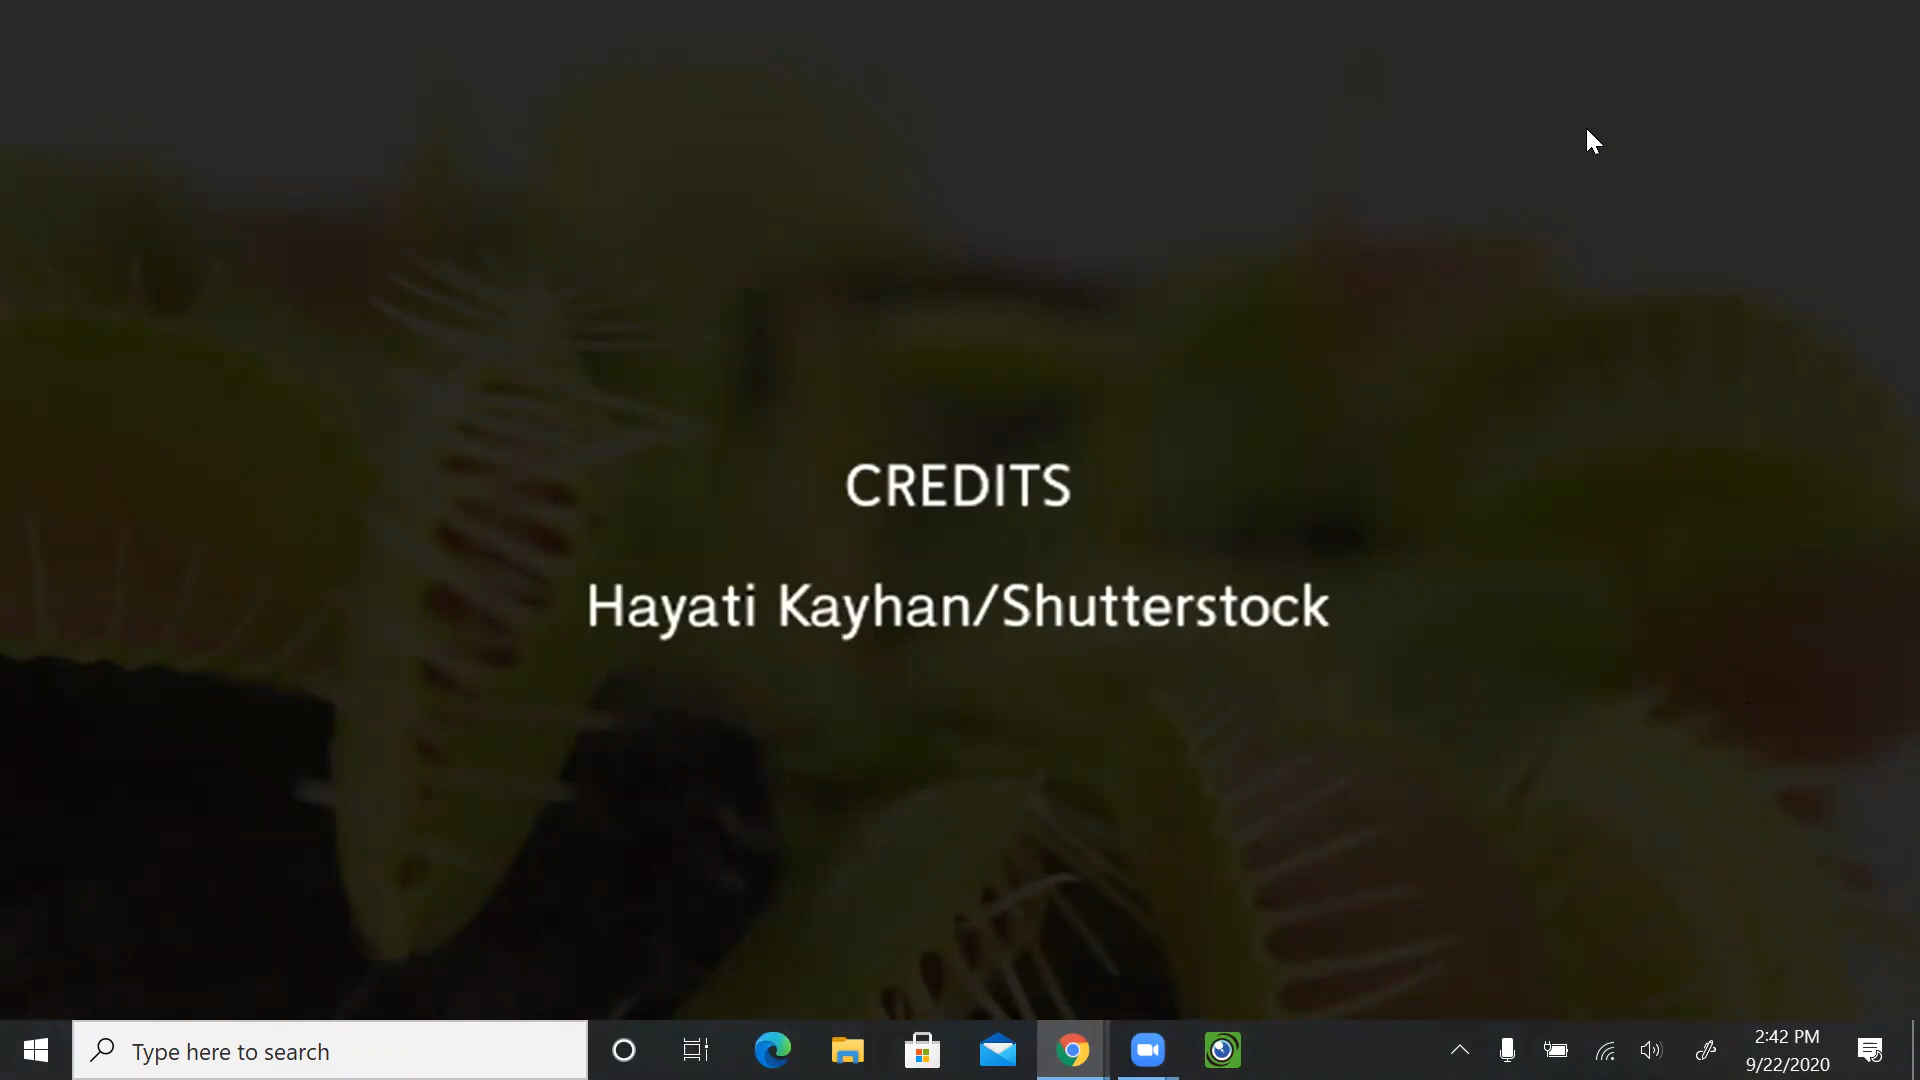 CREDITS
Hayati Kayhan/Shutterstock
Type here to search
2:42 PM
9/22/2020